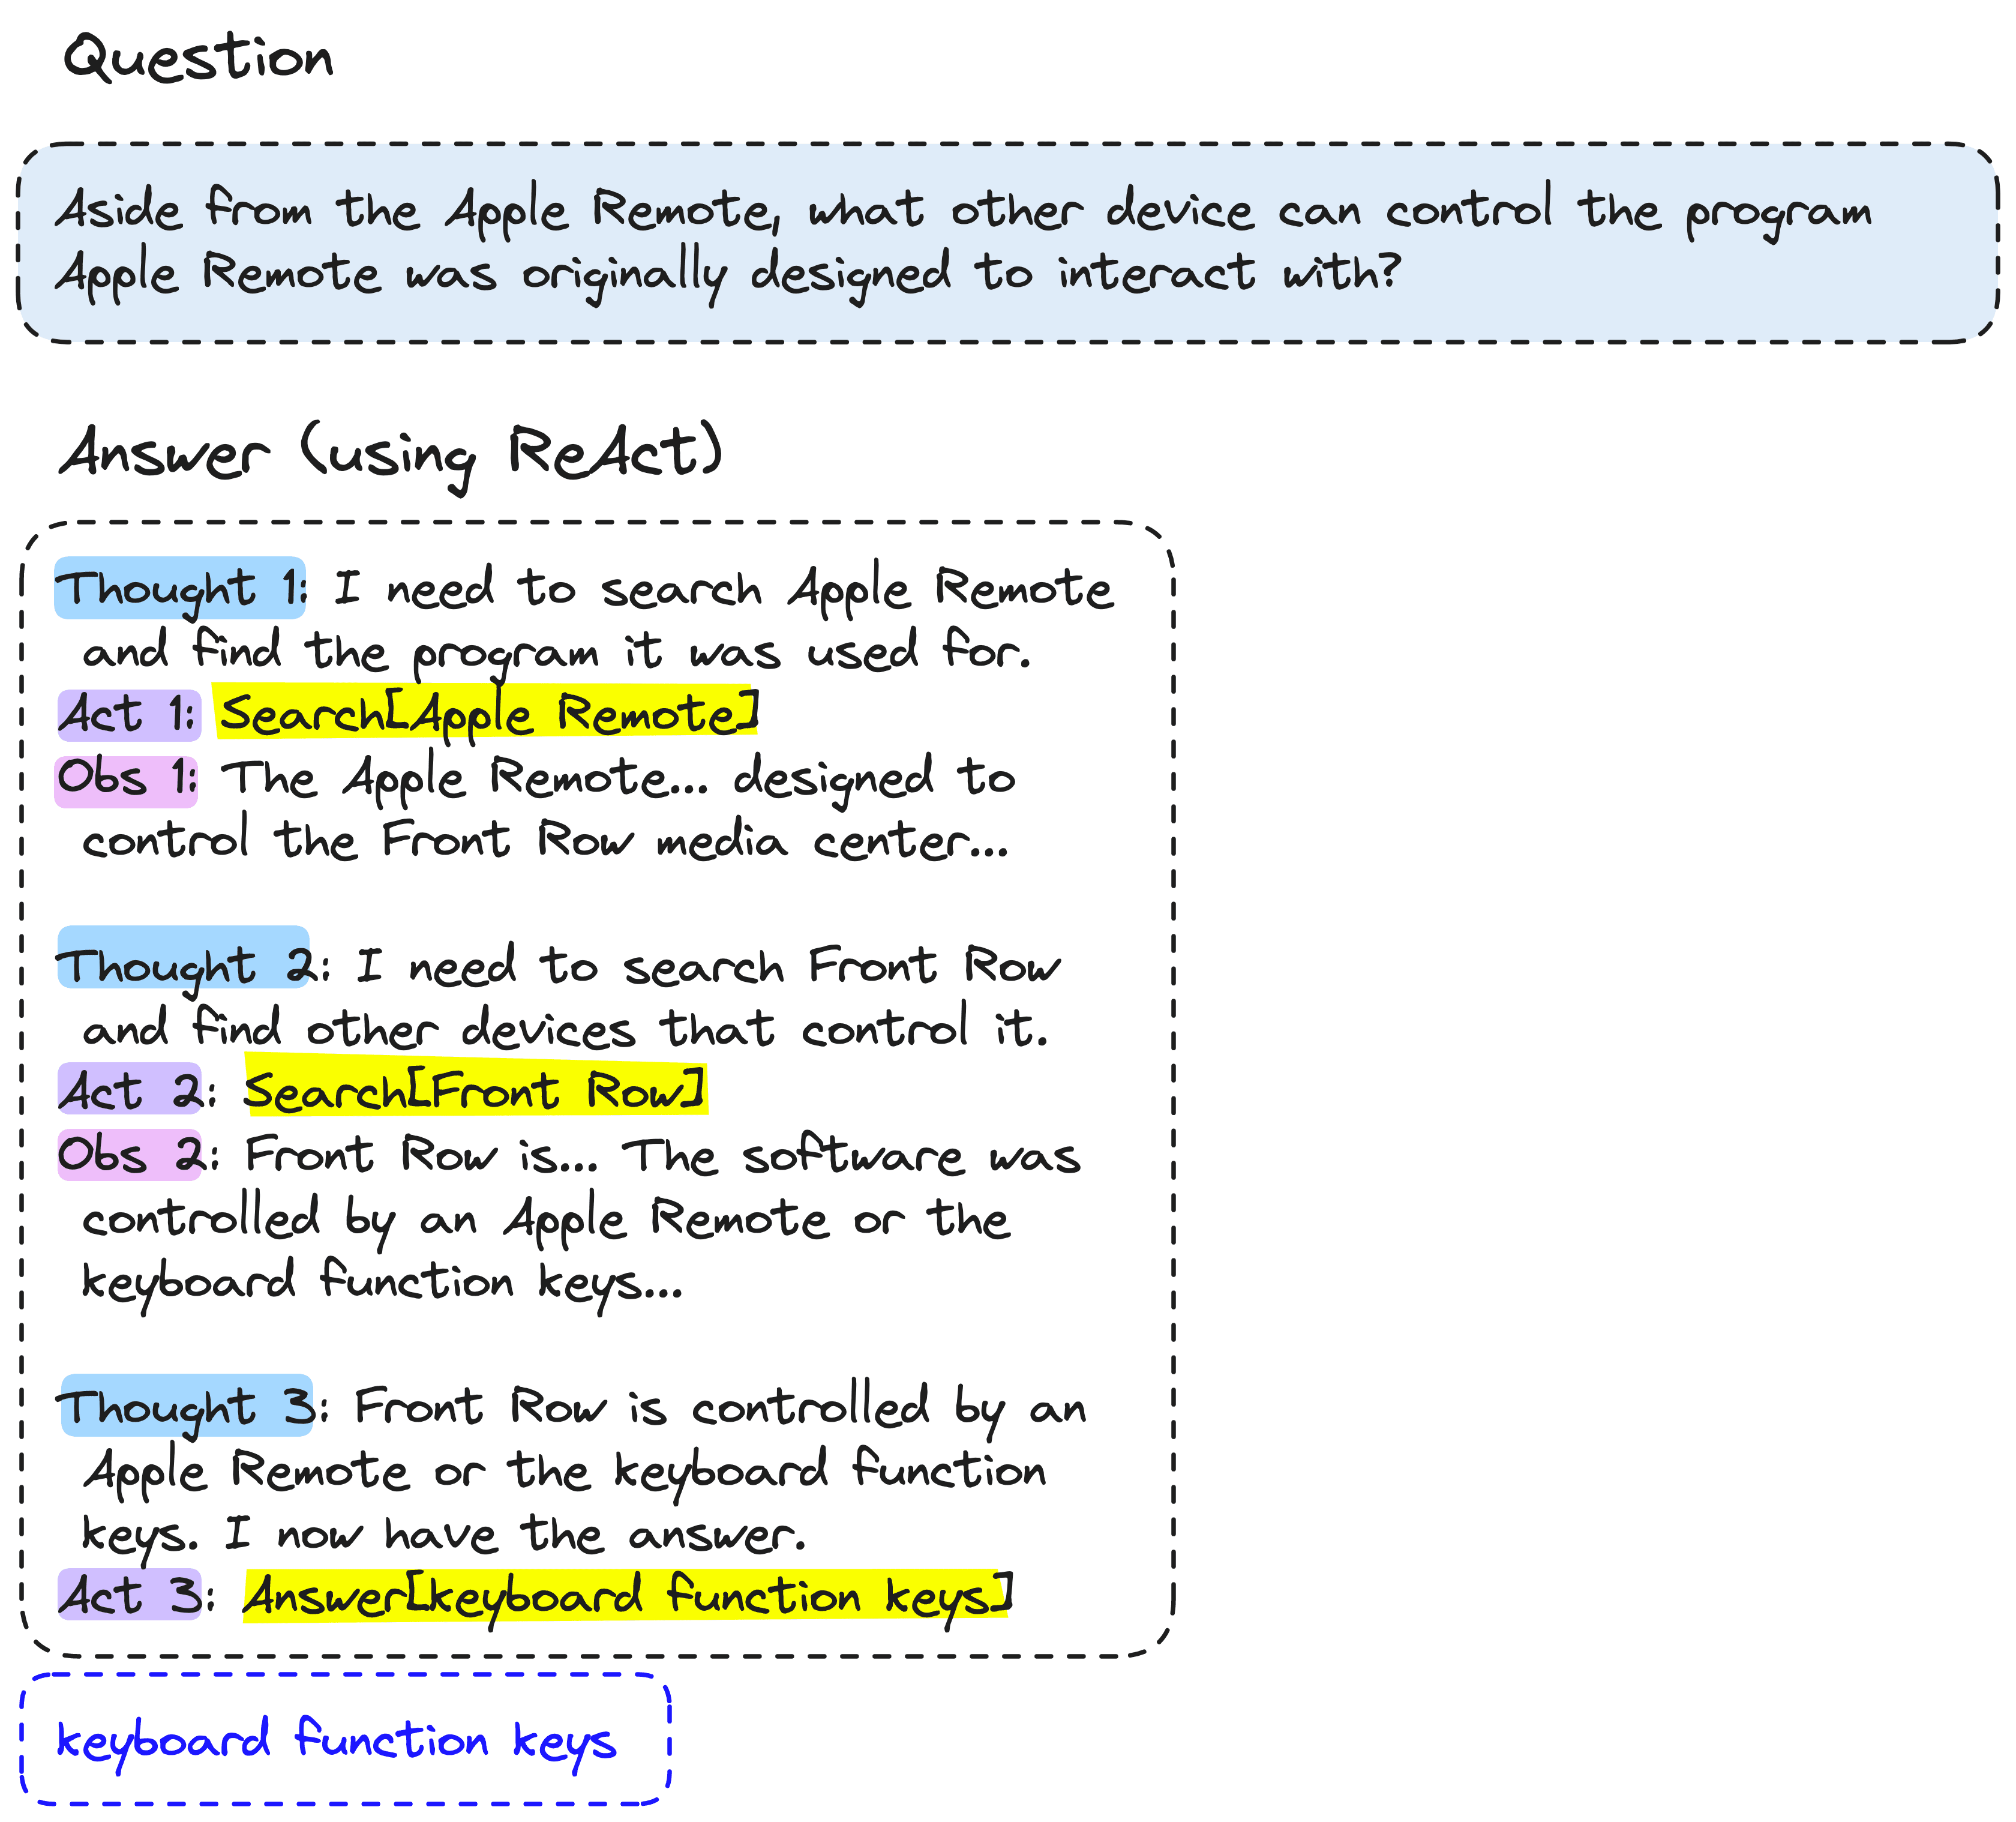 Question
Aside from the Apple Remote, what other device can control the program
Apple Remote was originally designed to interact with?
Answer (using ReAct)
Thought 1: I need to search Apple Remote
and find the program it was used for.
Act 1: Search[Apple Remote]
Obs 1: The Apple Remote... designed to
control the Front Row media center...
Thought 2: I need to search Front Row
and find other devices that control it.
Act 2: Search[Front Row]
Obs 2: Front Row is... The software was
controlled by an Apple Remote or the
keyboard function keys...
Thought 3: Front Row is controlled by an
Apple Remote or the keyboard function
keys. I now have the answer.
Act 3: Answer[keyboard function keys]
keyboard function keys